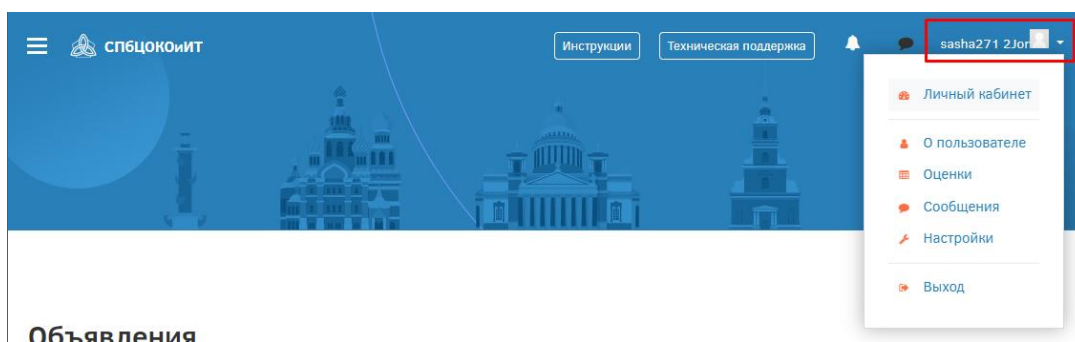 СПбЦОКОиИТ
Инструкции
Техническая поддержка
sasha271 2Jon
Личный кабинет
О пользователе
Оценки
Сообщения
Настройки
Выход
Объявления